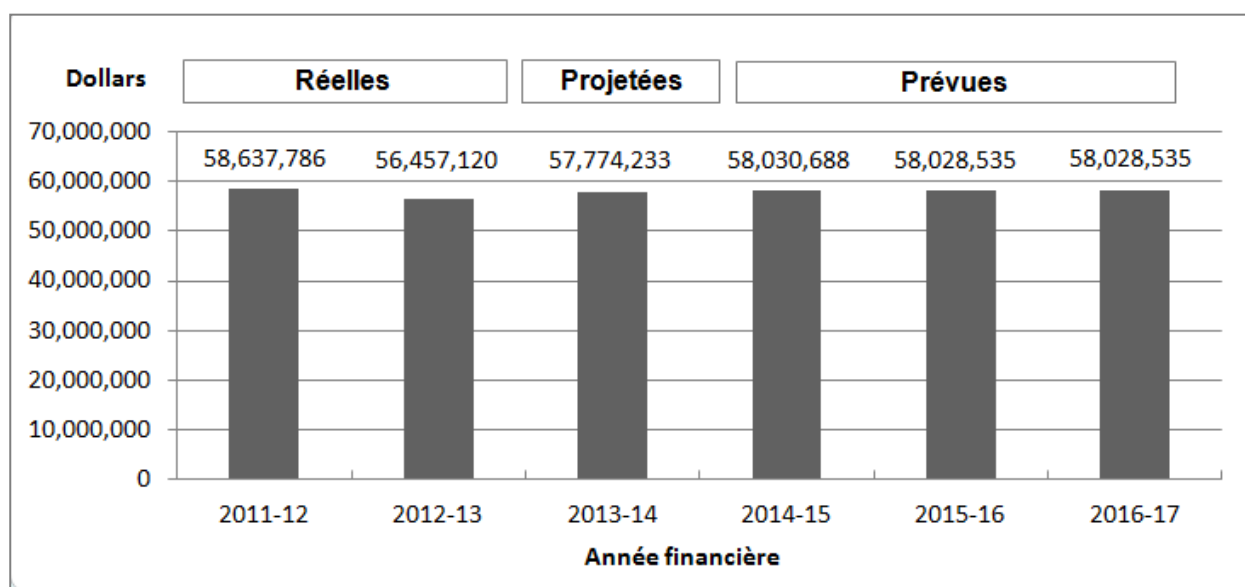 Dollars Réelles Projetées Prévues
70,000,000
58,637,786 56,457,120 57,774,233 58,030,688 58,028,535 58,028,535
60,000,000
50,000,000
40,000,000
30,000,000
20,000,000
10,000,000
0
2011-12 2012-13 2013-14 2014-15 2015-16 2016-17
Année financière